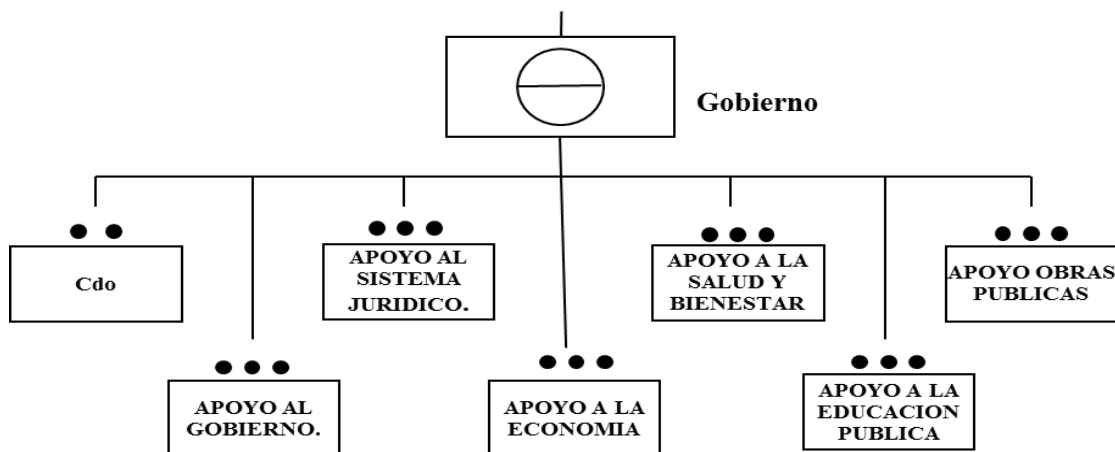 Gobierno
Cdo
APOYO AL
SISTEMA
JURIDICO.
APOYO A LA
SALUD Y
BIENESTAR
APOYO OBRAS
PUBLICAS
APOYO AL
GOBIERNO.
APOYO A LA
ECONOMIA
APOYO A LA
EDUCACION
PUBLICA